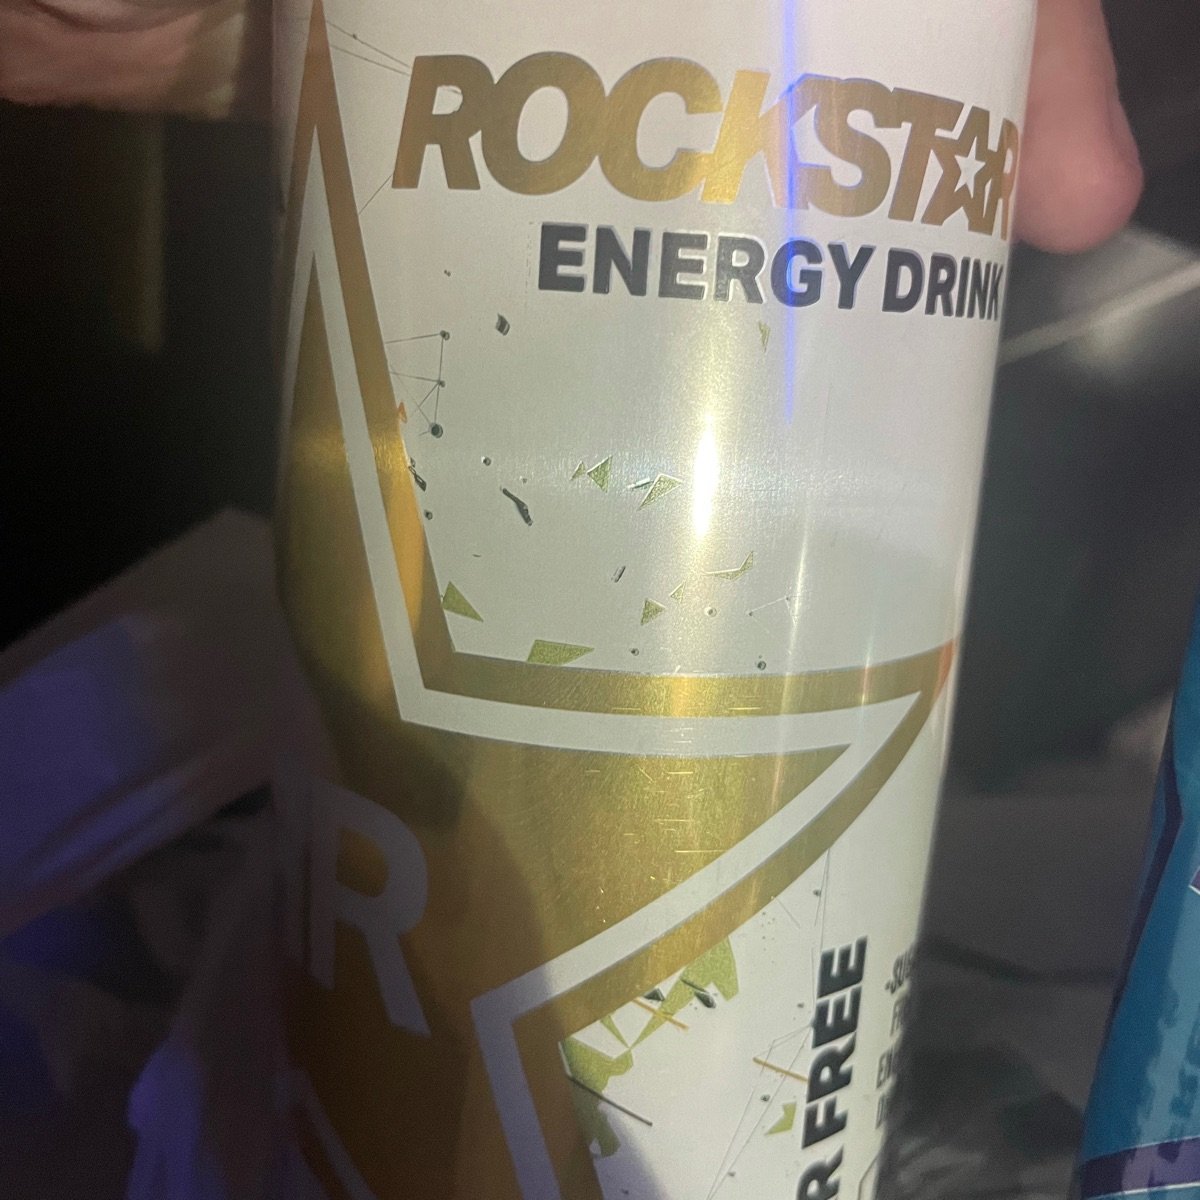 ROCKSTAR
ENERGY DRINK
R FREE
R